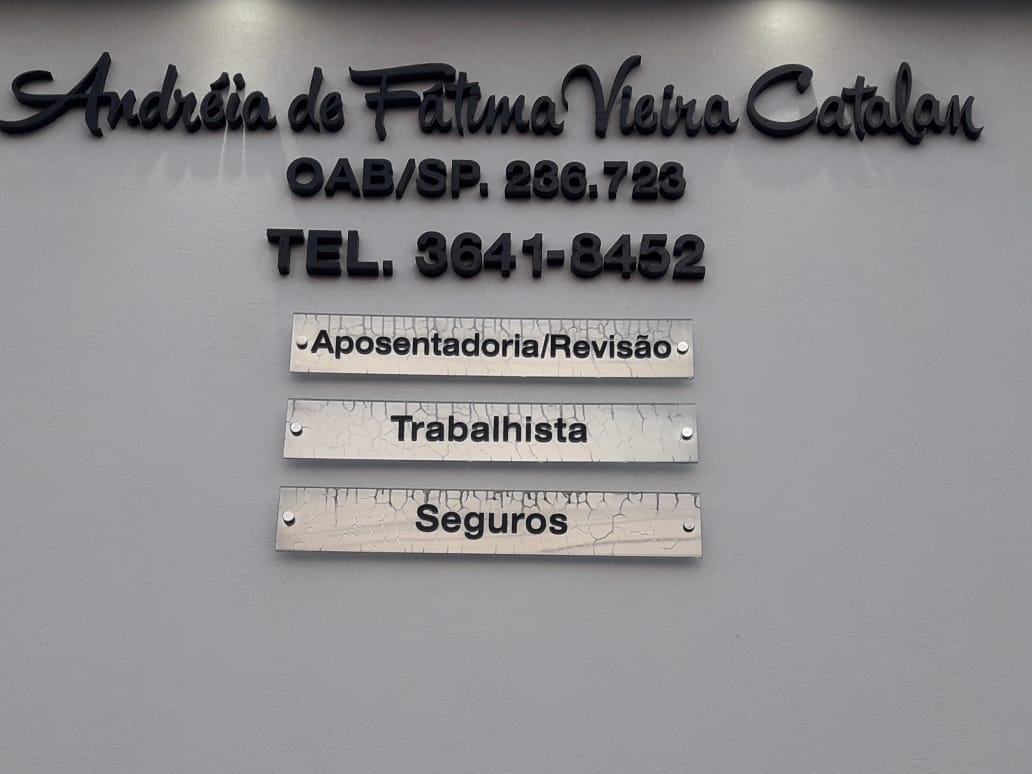 Andréia de Fátima Vieira Catalan
OAB/SP. 236.723
TEL. 3641-8452
Aposentadoria/Revisão
Trabalhista
Seguros